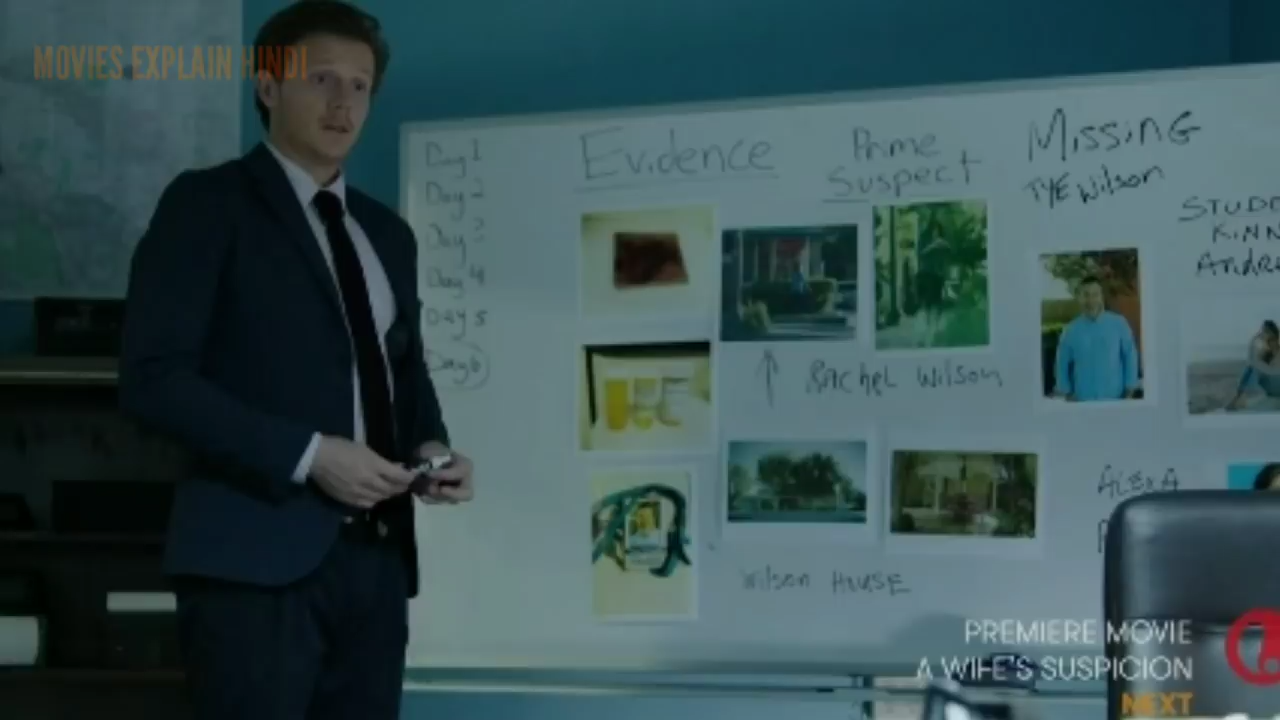 MOVIES EXPLAIN HINDI
Day 1
Day 2
Day 3
Day 4
Day 5
Day 6
Evidence
Prime
Suspect
Missing
TYE Wilson
Rachel Wilson
Wilson HOUSE
ALEXA
PREMIERE MOVIE
A WIFE'S SUSPICION
NEXT